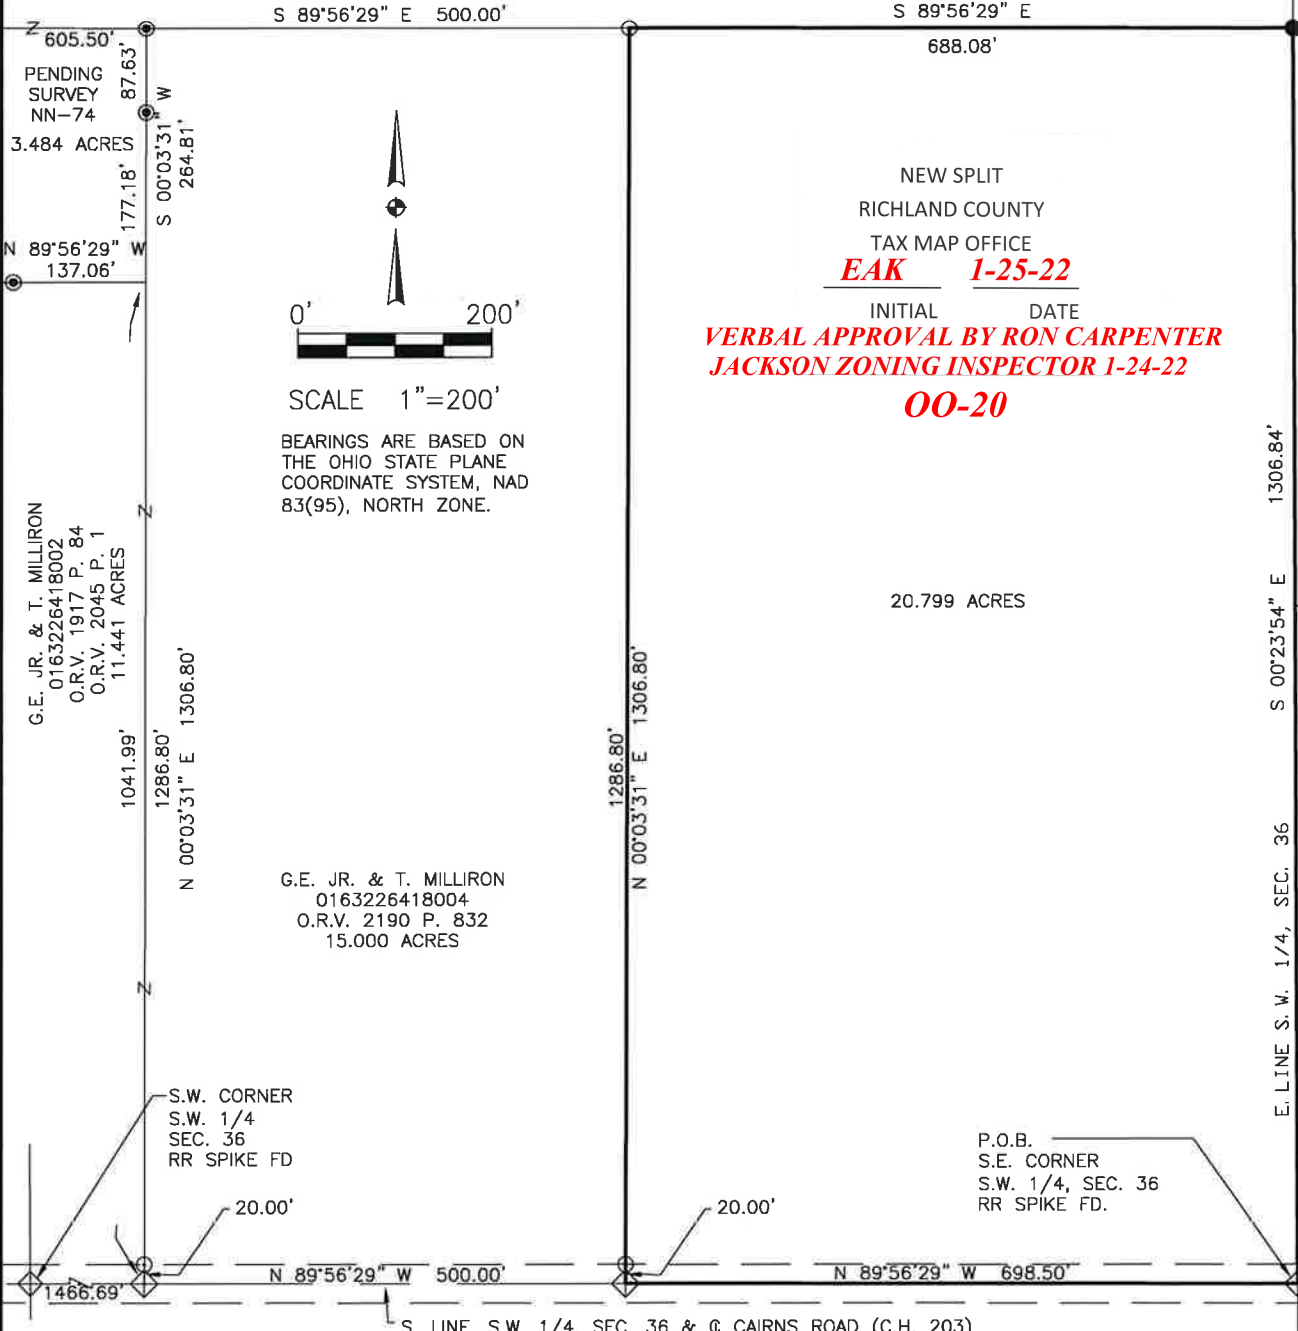 S 89°56'29" E 500.00'
S 89°56'29" E
605.50'
688.08'
87.63'
PENDING
SURVEY
NN-74
3.484 ACRES
S 00°03'31" W
264.81'
177.18'
N 89°56'29" W
137.06'
NEW SPLIT
RICHLAND COUNTY
TAX MAP OFFICE
EAK 1-25-22
INITIAL DATE
VERBAL APPROVAL BY RON CARPENTER
JACKSON ZONING INSPECTOR 1-24-22
OO-20
0' 200'
SCALE 1"=200'
BEARINGS ARE BASED ON
THE OHIO STATE PLANE
COORDINATE SYSTEM, NAD
83(95), NORTH ZONE.
G.E. JR. & T. MILLIRON
0163226418002
O.R.V. 1917 P. 84
O.R.V. 2045 P. 1
11.441 ACRES
1041.99'
1286.80'
N 00°03'31" E 1306.80'
1286.80'
N 00°03'31" E 1306.80'
20.799 ACRES
S 00°23'54" E 1306.84'
E. LINE S.W. 1/4, SEC. 36
G.E. JR. & T. MILLIRON
0163226418004
O.R.V. 2190 P. 832
15.000 ACRES
S.W. CORNER
S.W. 1/4
SEC. 36
RR SPIKE FD
P.O.B.
S.E. CORNER
S.W. 1/4, SEC. 36
RR SPIKE FD.
20.00'
20.00'
1466.69'
N 89°56'29" W 500.00'
N 89°56'29" W 698.50'
S. LINE S.W. 1/4 SEC. 36 & ℄ CAIRNS ROAD (C.H. 203)